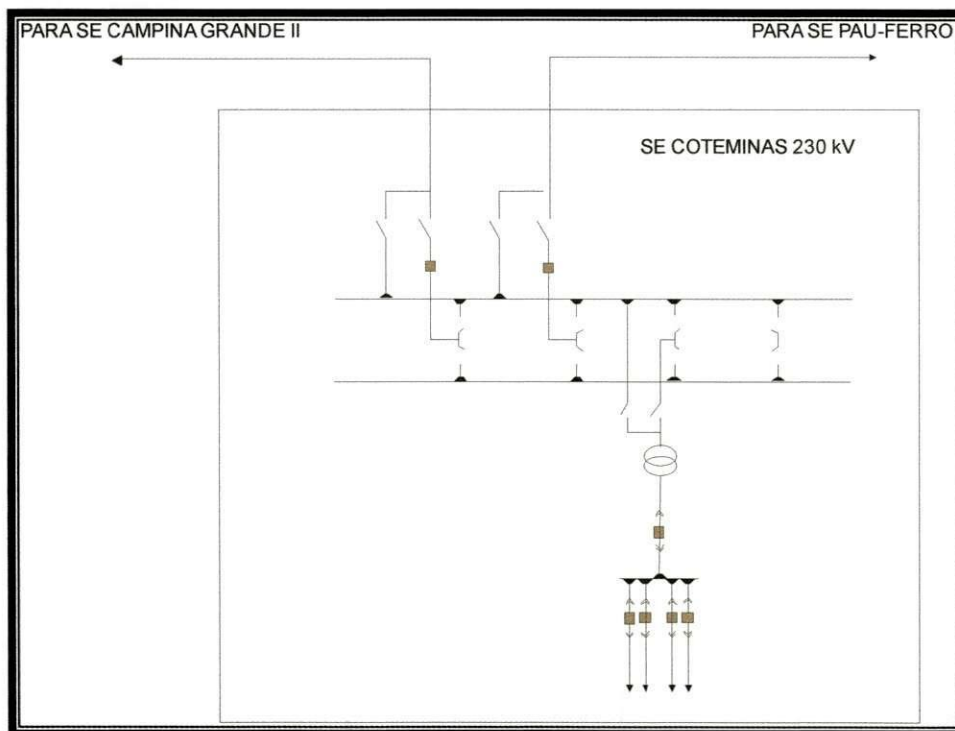 PARA SE CAMPINA GRANDE II
PARA SE PAU-FERRO
SE COTEMINAS 230 kV